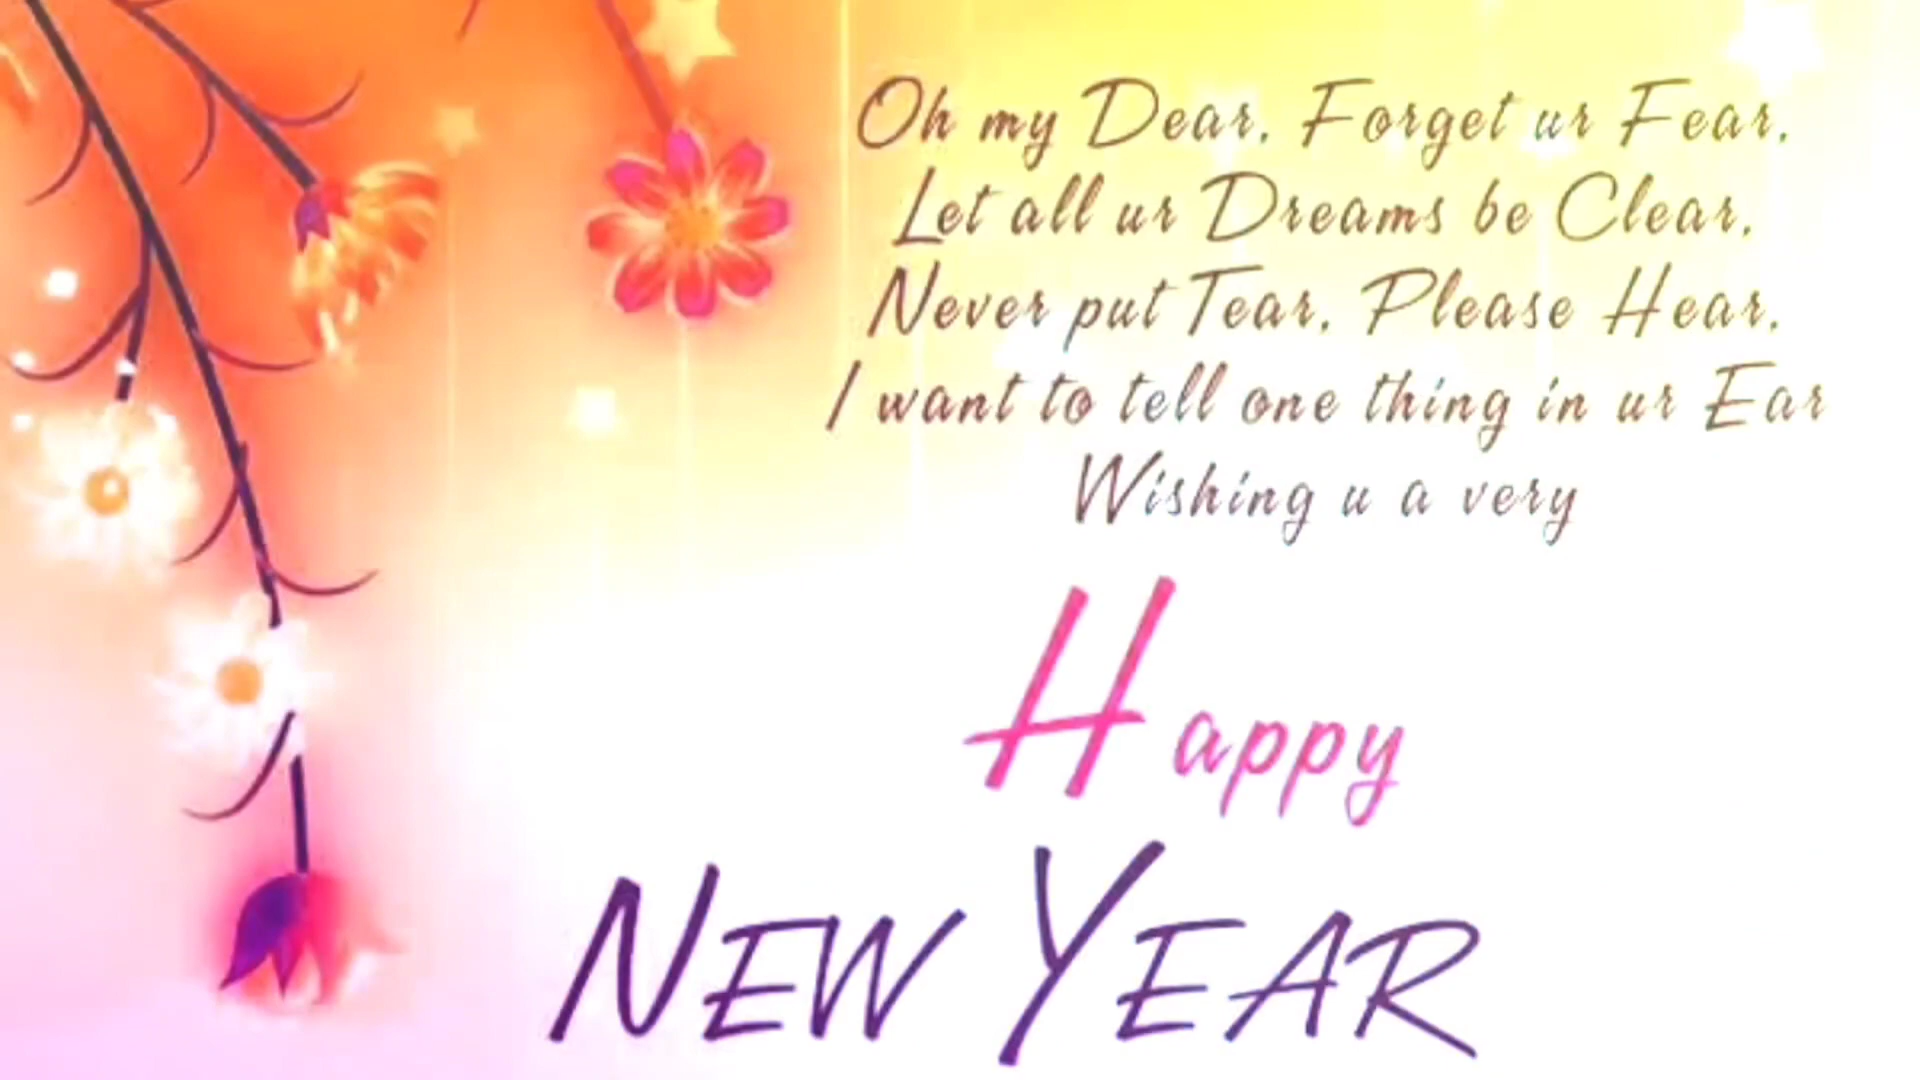 Oh my Dear, Forget ur Fear,
Let all ur Dreams be Clear,
Never put Tear, Please Hear,
I want to tell one thing in ur Ear
Wishing u a very
Happy
NEW YEAR